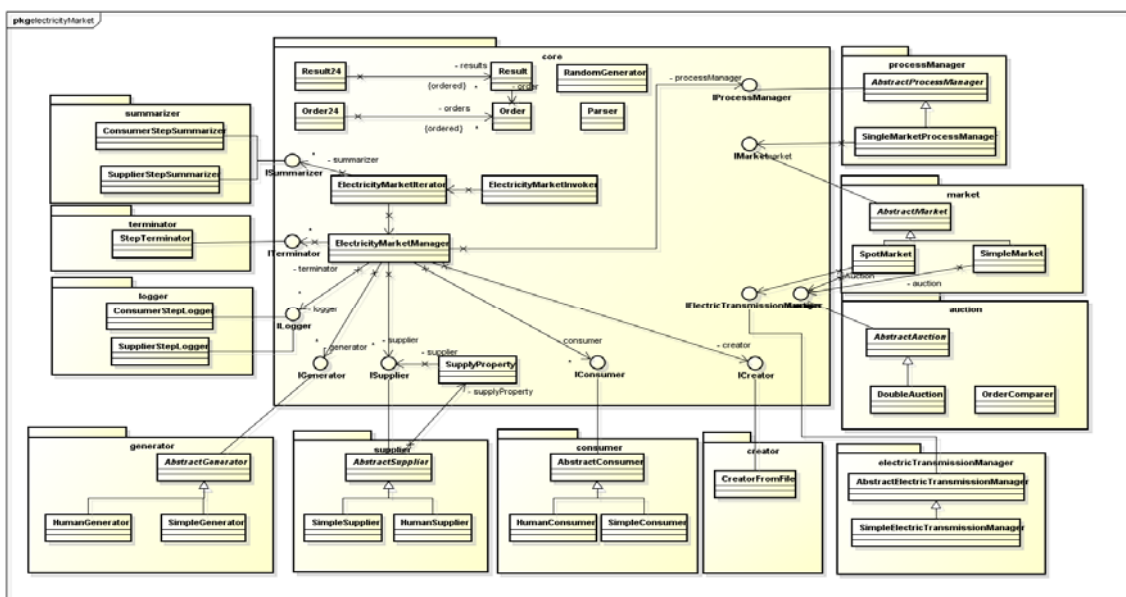 pkg electricityMarket
core
Result24
- results
{ordered}
*
Result
- order
RandomGenerator
Order24
- orders
{ordered}
*
Order
Parser
- processManager
IProcessManager
IMarket
market
processManager
AbstractProcessManager
SingleMarketProcessManager
summarizer
ConsumerStepSummarizer
SupplierStepSummarizer
*
- summarizer
ISummarizer
ElectricityMarketIterator
ElectricityMarketInvoker
market
AbstractMarket
SpotMarket
SimpleMarket
terminator
StepTerminator
*
ITerminator
- terminator
ElectricityMarketManager
- auction
IElectricTransmissionManager
logger
ConsumerStepLogger
SupplierStepLogger
*
- logger
ILogger
auction
AbstractAuction
DoubleAuction
OrderComparer
generator
*
IGenerator
- supplier
*
ISupplier
- supplier
SupplyProperty
- supplyProperty
consumer
*
IConsumer
- creator
ICreator
generator
AbstractGenerator
HumanGenerator
SimpleGenerator
supplier
AbstractSupplier
SimpleSupplier
HumanSupplier
consumer
AbstractConsumer
HumanConsumer
SimpleConsumer
creator
CreatorFromFile
electricTransmissionManager
AbstractElectricTransmissionManager
SimpleElectricTransmissionManager